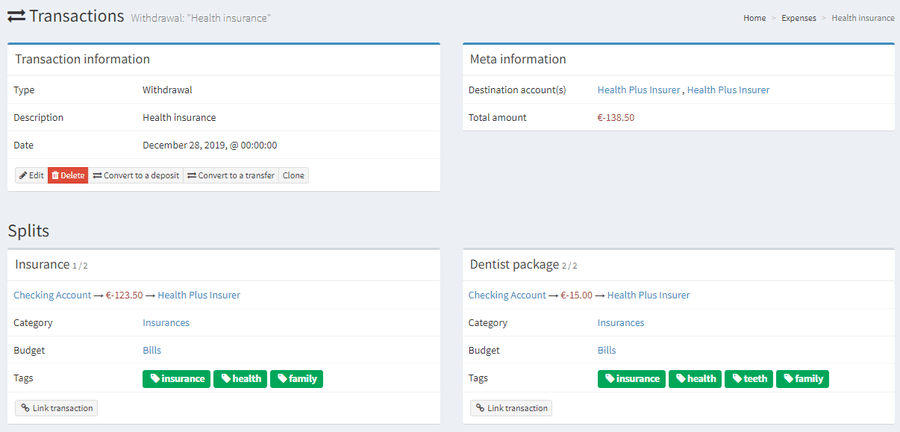 Transactions Withdrawal: "Health insurance"
Home > Expenses > Health insurance
Transaction information
Type Withdrawal
Description Health insurance
Date December 28, 2019, @ 00:00:00
Edit Delete Convert to a deposit Convert to a transfer Clone
Meta information
Destination account(s) Health Plus Insurer , Health Plus Insurer
Total amount €-138.50
Splits
Insurance 1 / 2
Checking Account → €-123.50 → Health Plus Insurer
Category Insurances
Budget Bills
Tags insurance health family
Link transaction
Dentist package 2 / 2
Checking Account → €-15.00 → Health Plus Insurer
Category Insurances
Budget Bills
Tags insurance health teeth family
Link transaction